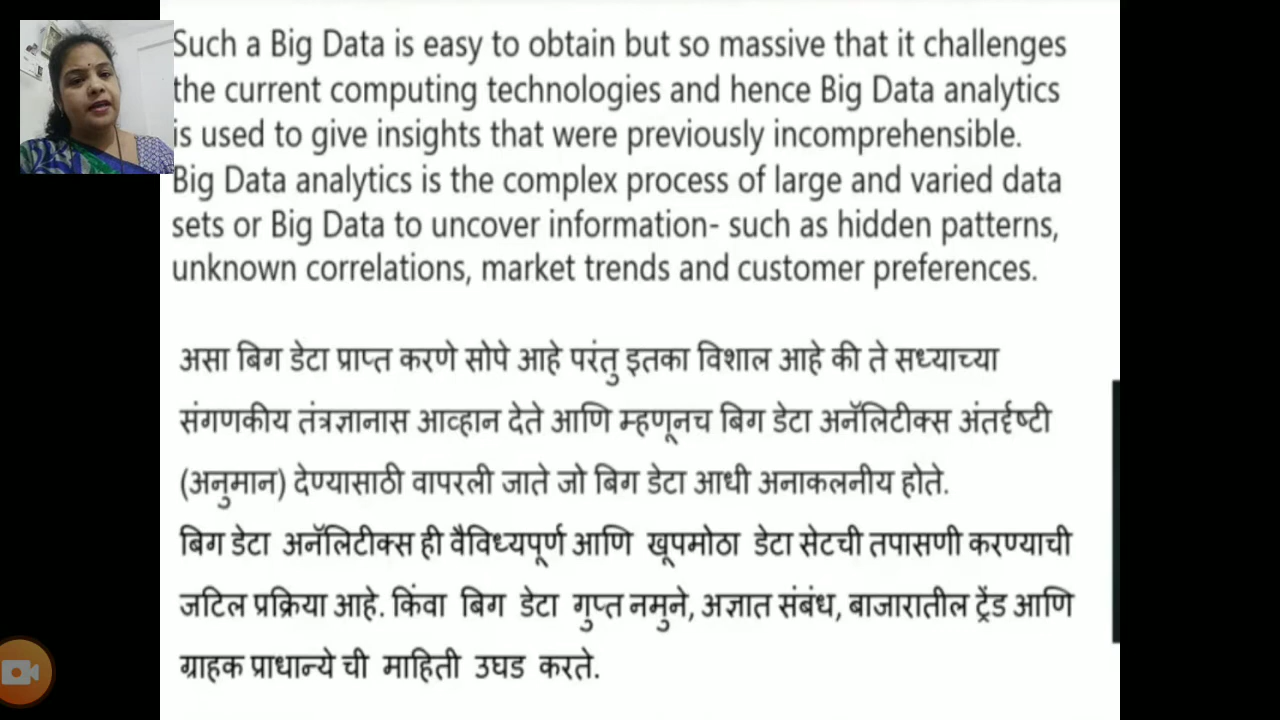 Such a Big Data is easy to obtain but so massive that it challenges
the current computing technologies and hence Big Data analytics
is used to give insights that were previously incomprehensible.
Big Data analytics is the complex process of large and varied data
sets or Big Data to uncover information- such as hidden patterns,
unknown correlations, market trends and customer preferences.
असा बिग डेटा प्राप्त करणे सोपे आहे परंतु इतका विशाल आहे की ते सध्याच्या
संगणकीय तंत्रज्ञानास आव्हान देते आणि म्हणूनच बिग डेटा अनॅलिटीक्स अंतर्दृष्टी
(अनुमान) देण्यासाठी वापरली जाते जो बिग डेटा आधी अनाकलनीय होते.
बिग डेटा अनॅलिटीक्स ही वैविध्यपूर्ण आणि खूपमोठा डेटा सेटची तपासणी करण्याची
जटिल प्रक्रिया आहे. किंवा बिग डेटा गुप्त नमुने, अज्ञात संबंध, बाजारातील ट्रेंड आणि
ग्राहक प्राधान्ये ची माहिती उघड करते.